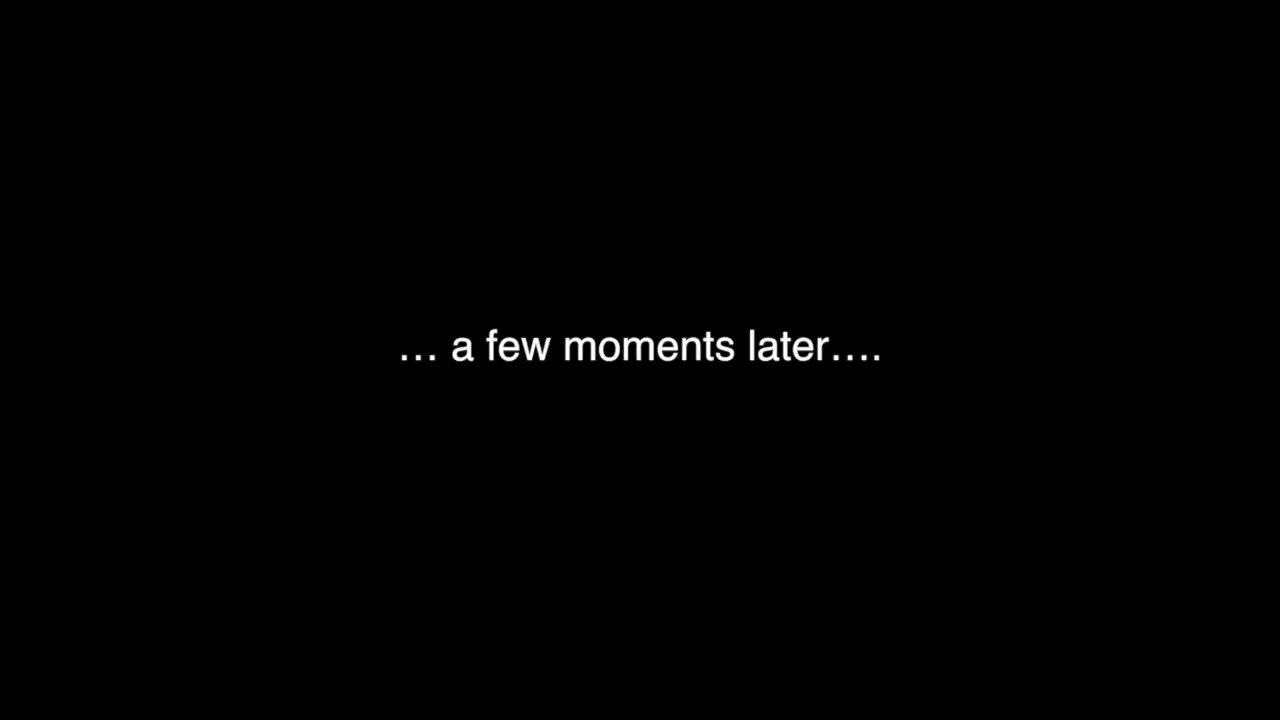 … a few moments later….